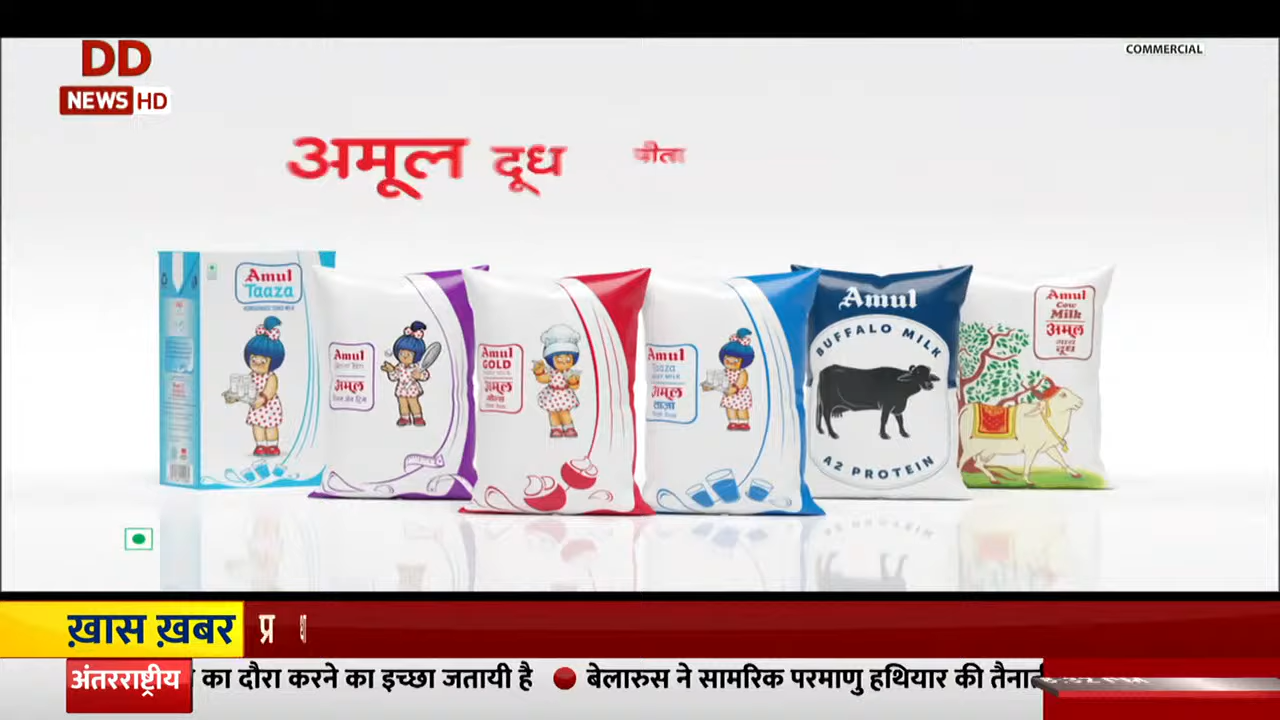 DD
NEWS HD
COMMERCIAL
अमूल दूध पीता
Amul
Taaza
Amul
अमूल
Amul
GOLD
अमूल
गोल्ड
Amul
Taaza
अमूल
ताज़ा
Amul
BUFFALO MILK
A2 PROTEIN
Amul
Cow
Milk
अमूल
गाय
दूध
ख़ास ख़बर प्र
अंतरराष्ट्रीय का दौरा करने का इच्छा जतायी है बेलारुस ने सामरिक परमाणु हथियार की